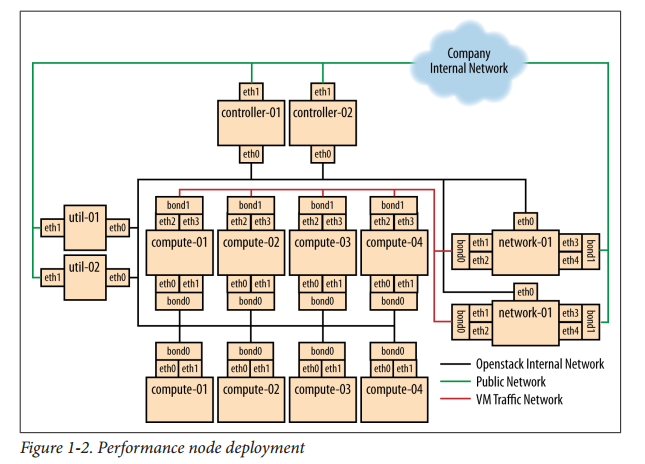 Company
Internal Network
eth1 eth1
controller-01 controller-02
eth0 eth0
bond1 bond1 bond1 bond1
eth2 eth3 eth2 eth3 eth2 eth3 eth2 eth3
compute-01 compute-02 compute-03 compute-04
eth0 eth1 eth0 eth1 eth0 eth1 eth0 eth1
bond0 bond0 bond0 bond0
eth1 util-01 eth0
eth1 util-02 eth0
eth0
bond0 eth1 network-01 eth3 bond1
eth2 eth4
eth0
bond0 eth1 network-01 eth3 bond1
eth2 eth4
bond0 bond0 bond0 bond0
eth0 eth1 eth0 eth1 eth0 eth1 eth0 eth1
compute-01 compute-02 compute-03 compute-04
Openstack Internal Network
Public Network
VM Traffic Network
Figure 1-2. Performance node deployment